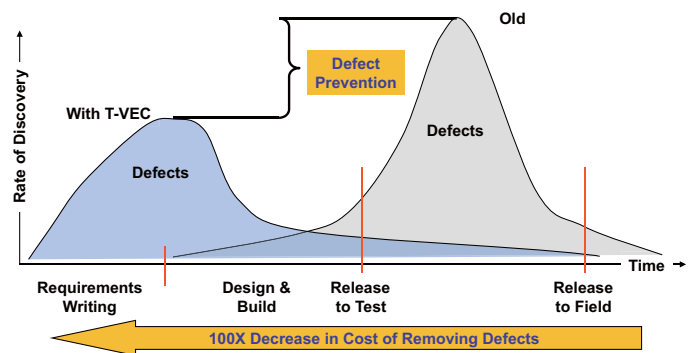 Old
Defect
Prevention
With T-VEC
Defects
Defects
Rate of Discovery
Time
Requirements
Writing
Design &
Build
Release
to Test
Release
to Field
100X Decrease in Cost of Removing Defects